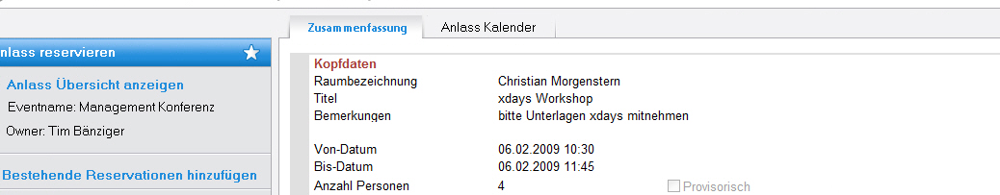 Zusammenfassung Anlass Kalender
nlass reservieren
Anlass Übersicht anzeigen
Eventname: Management Konferenz
Owner: Tim Bänziger
Bestehende Reservationen hinzufügen
Kopfdaten
Raumbezeichnung Christian Morgenstern
Titel xdays Workshop
Bemerkungen bitte Unterlagen xdays mitnehmen
Von-Datum 06.02.2009 10:30
Bis-Datum 06.02.2009 11:45
Anzahl Personen 4 Provisorisch